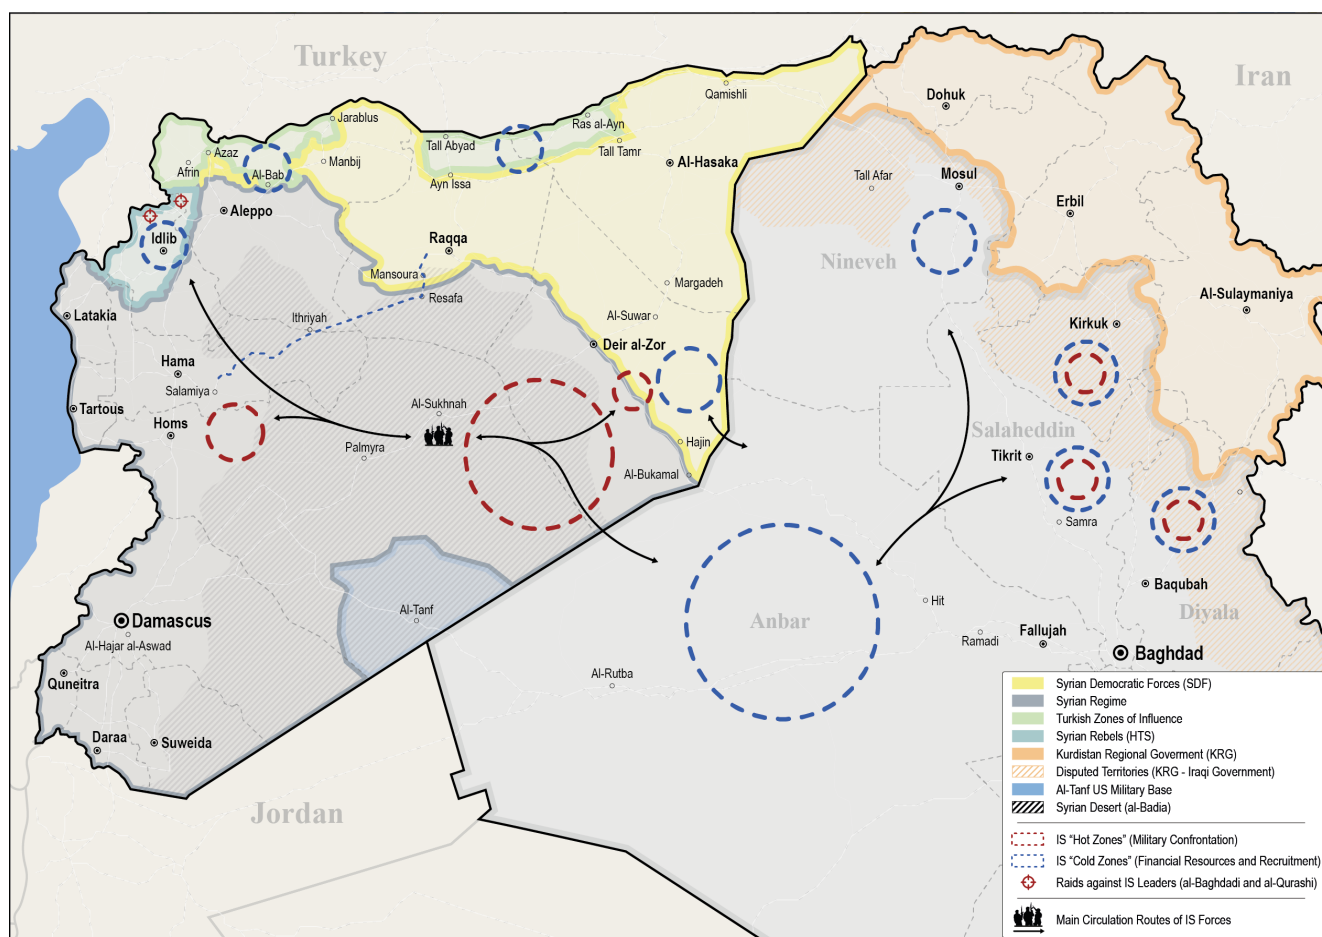 Turkey
Iran
Qamishli
Dohuk
Jarablus
Ras al-Ayn
Tall Abyad
Azaz
Manbij
Tall Tamr
Afrin
Al-Bab
Al-Hasaka
Ayn Issa
Tall Afar
Mosul
Aleppo
Erbil
Idlib
Raqqa
Nineveh
Mansoura
Margadeh
Resafa
Al-Sulaymaniya
Latakia
Ithriyah
Al-Suwar
Kirkuk
Deir al-Zor
Hama
Salamiya
Tartous
Al-Sukhnah
Homs
Salaheddin
Palmyra
Hajin
Tikrit
Al-Bukamal
Samra
Baqubah
Al-Tanf
Hit
Diyala
Damascus
Anbar
Al-Hajar al-Aswad
Ramadi
Fallujah
Baghdad
Quneitra
Al-Rutba
Daraa
Suweida
Jordan
Syrian Democratic Forces (SDF)
Syrian Regime
Turkish Zones of Influence
Syrian Rebels (HTS)
Kurdistan Regional Goverment (KRG)
Disputed Territories (KRG - Iraqi Government)
Al-Tanf US Military Base
Syrian Desert (al-Badia)
IS “Hot Zones” (Military Confrontation)
IS “Cold Zones” (Financial Resources and Recruitment)
Raids against IS Leaders (al-Baghdadi and al-Qurashi)
Main Circulation Routes of IS Forces